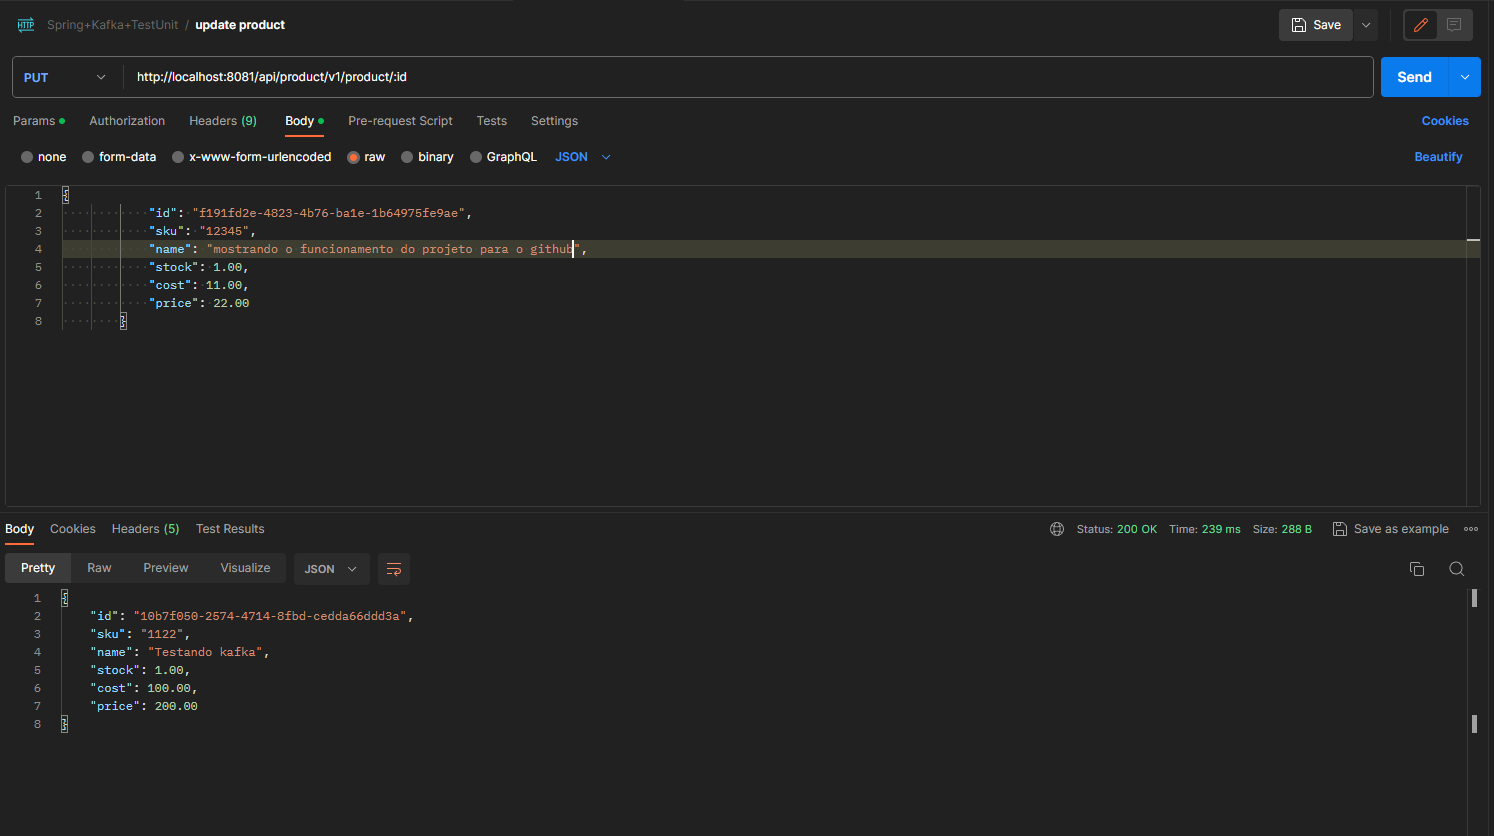 HTTP Spring+Kafka+TestUnit / update product Save
PUT http://localhost:8081/api/product/v1/product/:id Send
Params Authorization Headers (9) Body Pre-request Script Tests Settings Cookies
none form-data x-www-form-urlencoded raw binary GraphQL JSON Beautify
1 {
2 "id": "f191fd2e-4823-4b76-ba1e-1b64975fe9ae",
3 "sku": "12345",
4 "name": "mostrando o funcionamento do projeto para o github",
5 "stock": 1.00,
6 "cost": 11.00,
7 "price": 22.00
8 }
Body Cookies Headers (5) Test Results Status: 200 OK Time: 239 ms Size: 288 B Save as example
Pretty Raw Preview Visualize JSON
1 {
2 "id": "10b7f050-2574-4714-8fbd-cedda66ddd3a",
3 "sku": "1122",
4 "name": "Testando kafka",
5 "stock": 1.00,
6 "cost": 100.00,
7 "price": 200.00
8 }